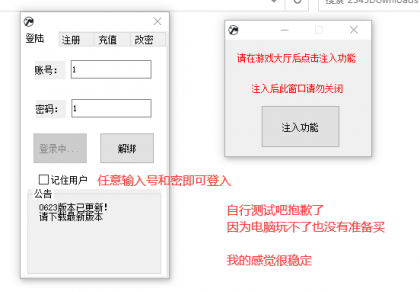 搜索"2345Downloads
登陆 注册 充值 改密
账号: 1
密码: 1
登录中... 解绑
记住用户 任意输入号和密即可登入
公告
0623版本已更新!
请下载最新版本
请在游戏大厅后点击注入功能
注入后此窗口请勿关闭
注入功能
自行测试吧抱歉了
因为电脑玩不了也没有准备买
我的感觉很稳定